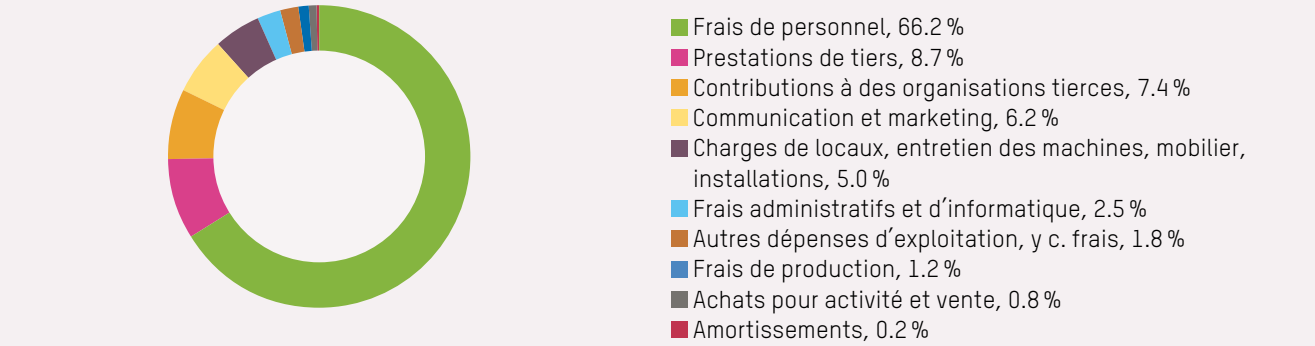 Frais de personnel, 66.2 %
Prestations de tiers, 8.7 %
Contributions à des organisations tierces, 7.4 %
Communication et marketing, 6.2 %
Charges de locaux, entretien des machines, mobilier,
installations, 5.0 %
Frais administratifs et d’informatique, 2.5 %
Autres dépenses d’exploitation, y c. frais, 1.8 %
Frais de production, 1.2 %
Achats pour activité et vente, 0.8 %
Amortissements, 0.2 %